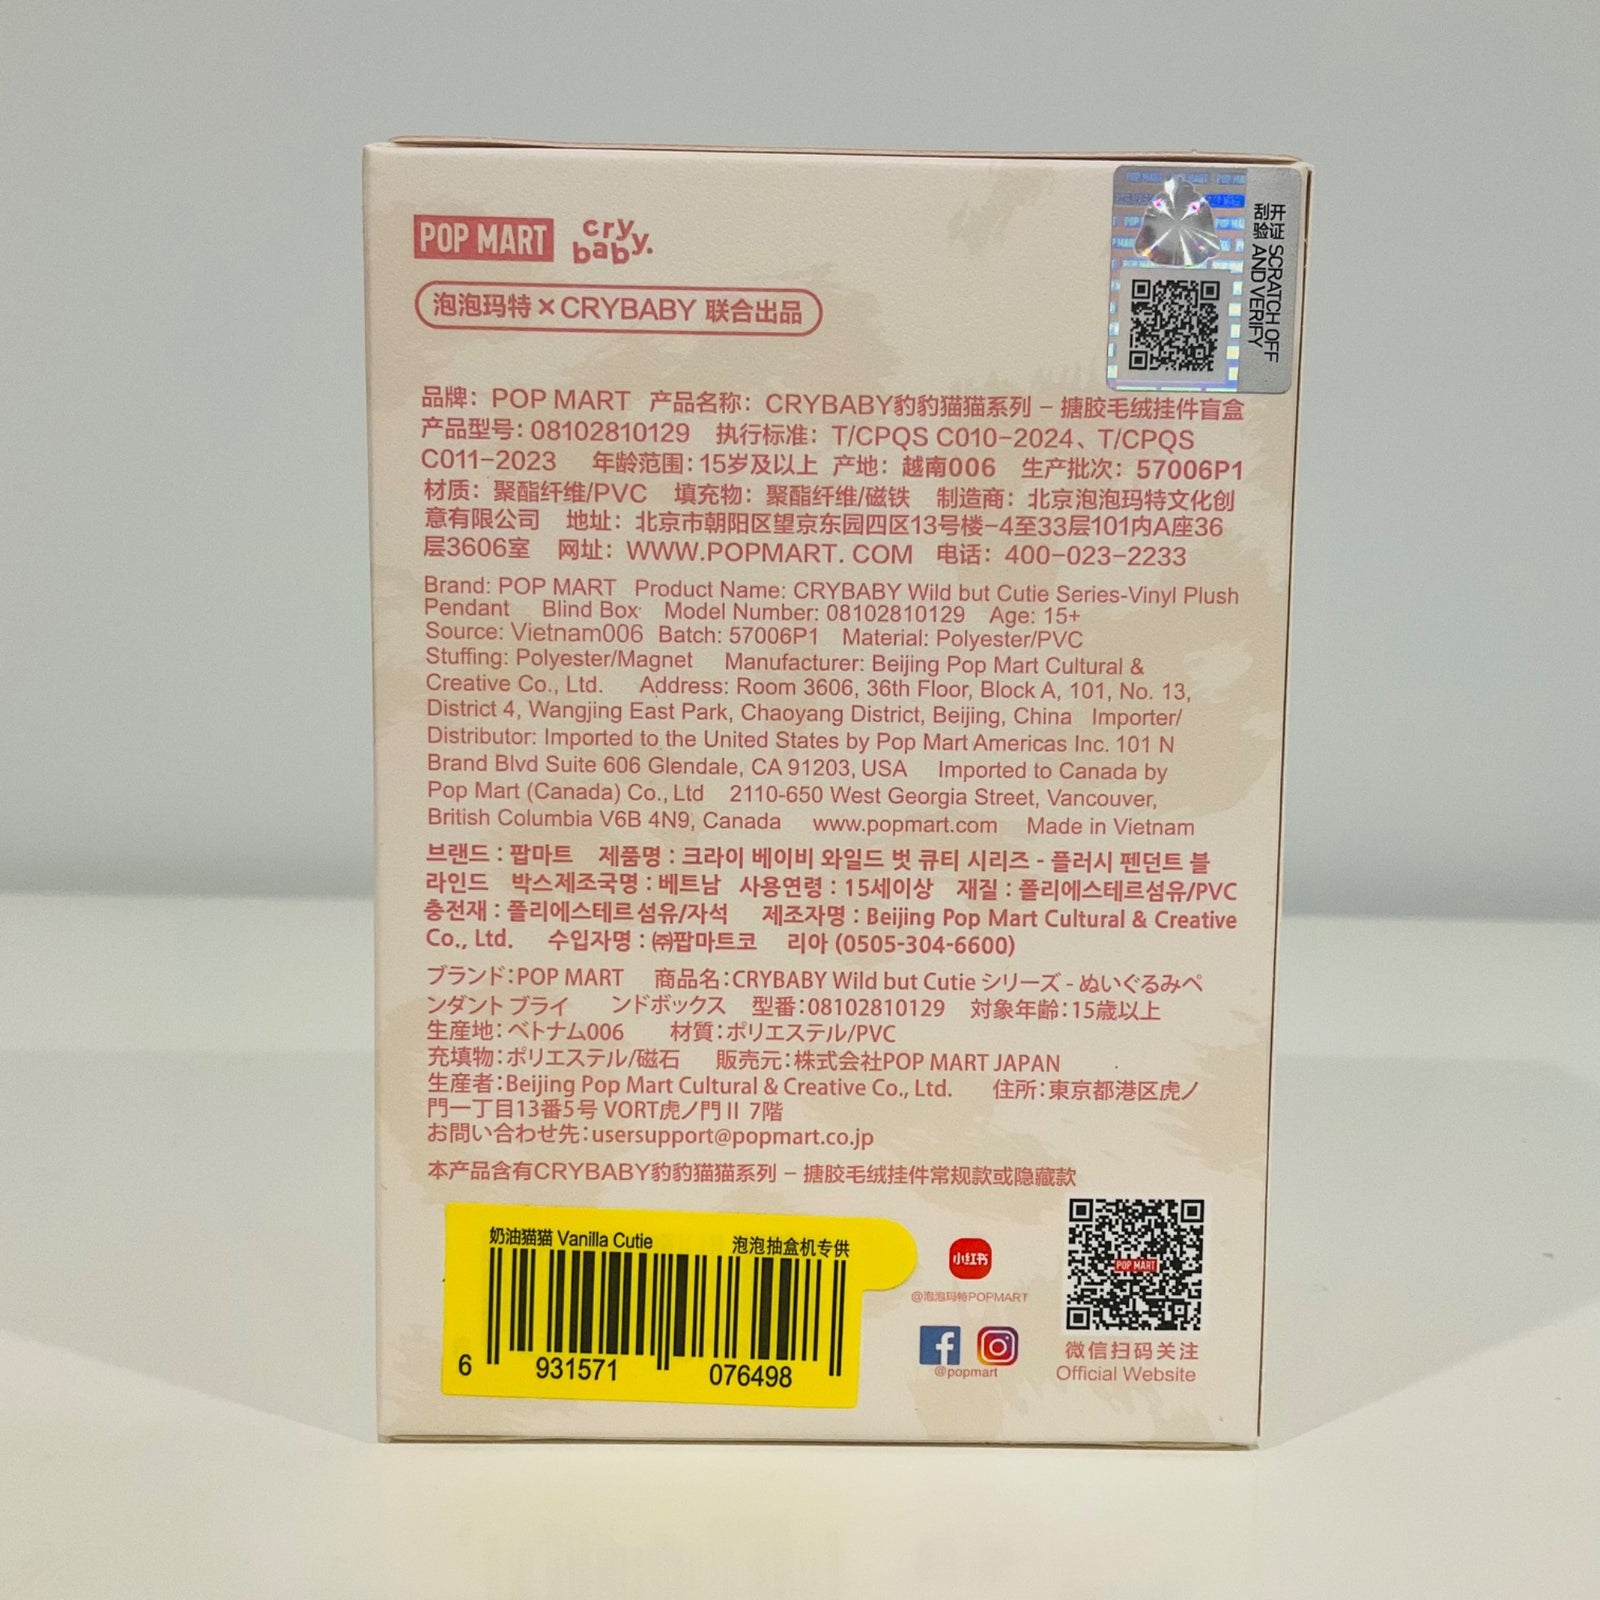 POP MART cry baby.
泡泡玛特×CRYBABY 联合出品
刮开验证 SCRATCH OFF AND VERIFY
品牌：POP MART 产品名称：CRYBABY豹豹猫猫系列－搪胶毛绒挂件盲盒
产品型号：08102810129 执行标准：T/CPQS C010-2024、T/CPQS
C011-2023 年龄范围：15岁及以上 产地：越南006 生产批次：57006P1
材质：聚酯纤维/PVC 填充物：聚酯纤维/磁铁 制造商：北京泡泡玛特文化创
意有限公司 地址：北京市朝阳区望京东园四区13号楼-4至33层101内A座36
层3606室 网址：WWW.POPMART.COM 电话：400-023-2233
Brand: POP MART Product Name: CRYBABY Wild but Cutie Series-Vinyl Plush
Pendant Blind Box Model Number: 08102810129 Age: 15+
Source: Vietnam006 Batch: 57006P1 Material: Polyester/PVC
Stuffing: Polyester/Magnet Manufacturer: Beijing Pop Mart Cultural &
Creative Co., Ltd. Address: Room 3606, 36th Floor, Block A, 101, No. 13,
District 4, Wangjing East Park, Chaoyang District, Beijing, China Importer/
Distributor: Imported to the United States by Pop Mart Americas Inc. 101 N
Brand Blvd Suite 606 Glendale, CA 91203, USA Imported to Canada by
Pop Mart (Canada) Co., Ltd 2110-650 West Georgia Street, Vancouver,
British Columbia V6B 4N9, Canada www.popmart.com Made in Vietnam
브랜드 : 팝마트 제품명 : 크라이 베이비 와일드 벗 큐티 시리즈 - 플러시 펜던트 블
라인드 박스제조국명 : 베트남 사용연령 : 15세이상 재질 : 폴리에스테르섬유/PVC
충전재 : 폴리에스테르섬유/자석 제조자명 : Beijing Pop Mart Cultural & Creative
Co., Ltd. 수입자명 : ㈜팝마트코 리아 (0505-304-6600)
ブランド：POP MART 商品名：CRYBABY Wild but Cutie シリーズ - ぬいぐるみペ
ンダント ブライ ンドボックス 型番：08102810129 対象年齢：15歳以上
生産地：ベトナム006 材質：ポリエステル/PVC
充填物：ポリエステル/磁石 販売元：株式会社POP MART JAPAN
生産者：Beijing Pop Mart Cultural & Creative Co., Ltd. 住所：東京都港区虎ノ
門一丁目13番5号 VORT虎ノ門Ⅱ 7階
お問い合わせ先：usersupport@popmart.co.jp
本产品含有CRYBABY豹豹猫猫系列－搪胶毛绒挂件常规款或隐藏款
奶油猫猫 Vanilla Cutie 泡泡抽盒机专供
6 931571 076498
小红书
@泡泡玛特POPMART
@popmart
POP MART
微信扫码关注
Official Website